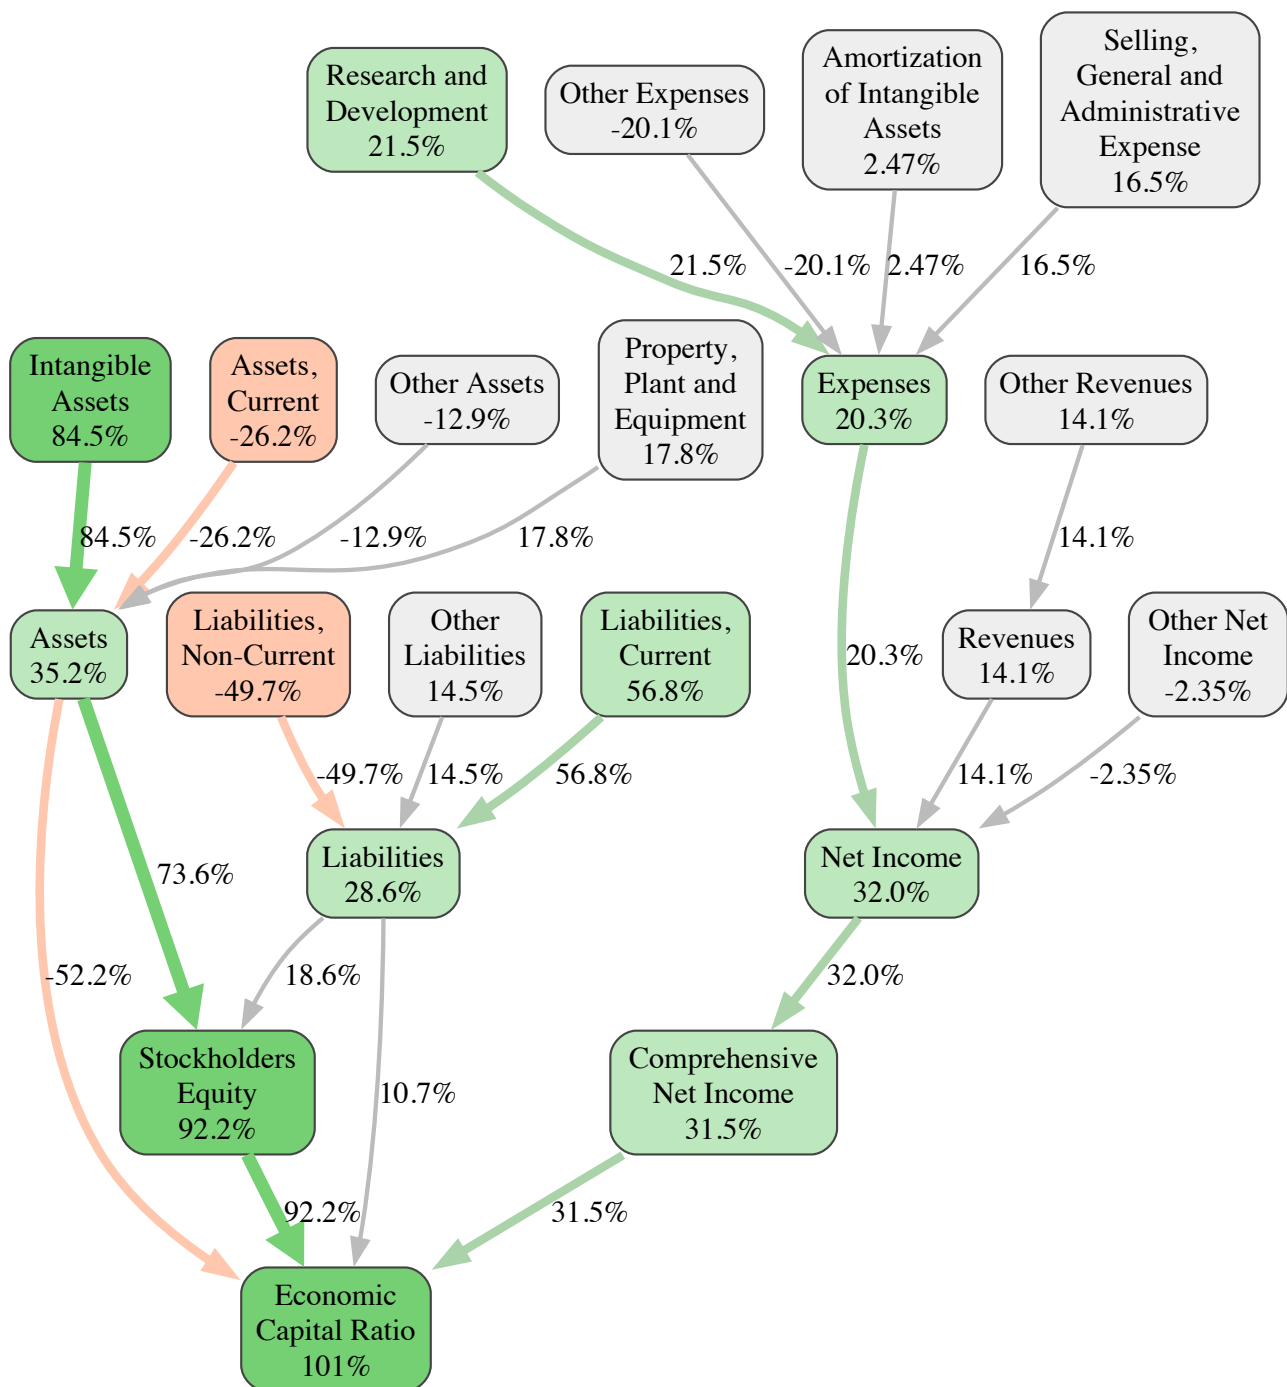 Research and
Development
21.5%
Other Expenses
-20.1%
Amortization
of Intangible
Assets
2.47%
Selling,
General and
Administrative
Expense
16.5%
21.5%
-20.1%
2.47%
16.5%
Intangible
Assets
84.5%
Assets,
Current
-26.2%
Other Assets
-12.9%
Property,
Plant and
Equipment
17.8%
Expenses
20.3%
Other Revenues
14.1%
84.5%
-26.2%
-12.9%
17.8%
14.1%
Assets
35.2%
Liabilities,
Non-Current
-49.7%
Other
Liabilities
14.5%
Liabilities,
Current
56.8%
20.3%
Revenues
14.1%
Other Net
Income
-2.35%
-49.7%
14.5%
56.8%
14.1%
-2.35%
73.6%
Liabilities
28.6%
Net Income
32.0%
-52.2%
18.6%
32.0%
Stockholders
Equity
92.2%
10.7%
Comprehensive
Net Income
31.5%
92.2%
31.5%
Economic
Capital Ratio
101%